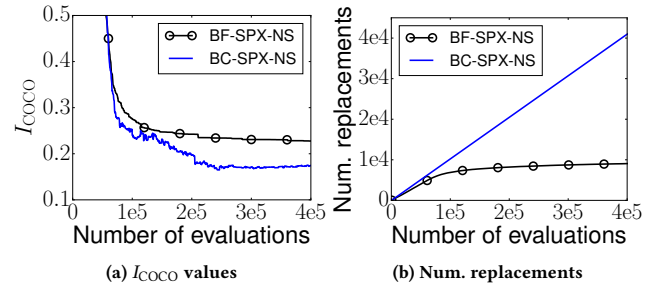 0.5
0.4
0.3
0.2
0.1
I_COCO
BF-SPX-NS
BC-SPX-NS
0 1e5 2e5 3e5 4e5
Number of evaluations
(a) I_COCO values
4e4
3e4
2e4
1e4
0
Num. replacements
BF-SPX-NS
BC-SPX-NS
0 1e5 2e5 3e5 4e5
Number of evaluations
(b) Num. replacements